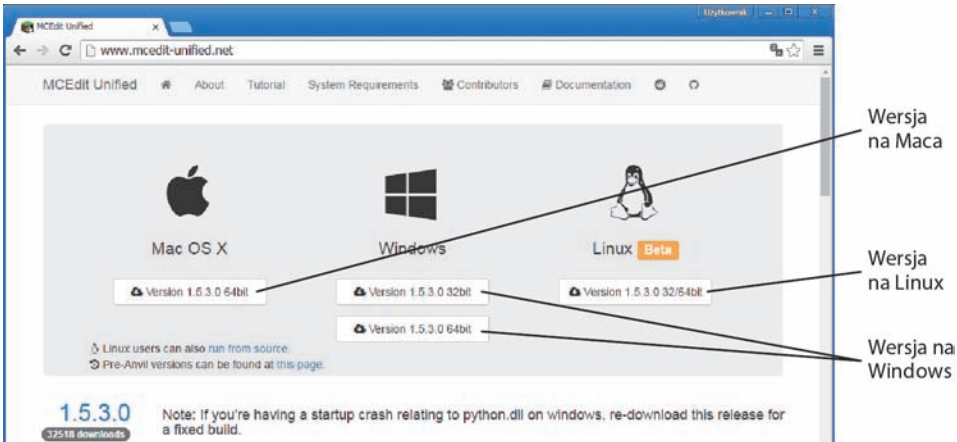 Użytkownik
MCEdit Unified
www.mcedit-unified.net
MCEdit Unified About Tutorial System Requirements Contributors Documentation
Wersja
na Maca
Mac OS X
Windows
Linux Beta
Version 1.5.3.0 64bit
Version 1.5.3.0 32bit
Version 1.5.3.0 32/64bit
Version 1.5.3.0 64bit
Wersja
na Linux
Linux users can also run from source.
Pre-Anvil versions can be found at this page.
Wersja na
Windows
1.5.3.0
32518 downloads
Note: If you're having a startup crash relating to python.dll on windows, re-download this release for
a fixed build.